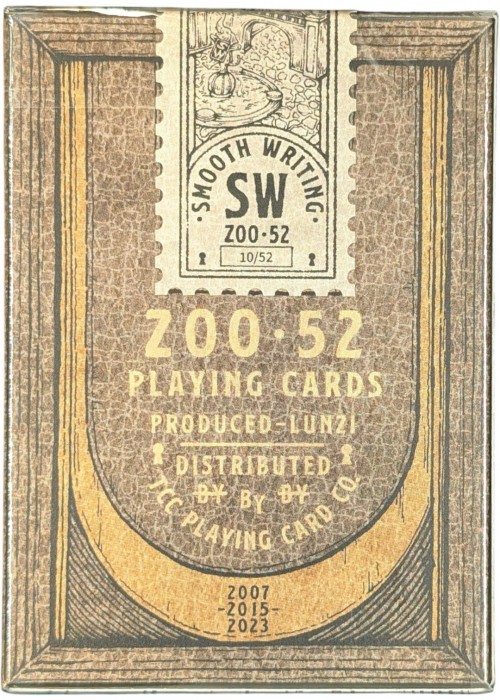 SMOOTH WRITING
SW
ZOO·52
10/52
ZOO·52
PLAYING CARDS
PRODUCED-LUNZI
DISTRIBUTED
BY BY BY
TCC PLAYING CARD CO.
2007
-2015-
2023